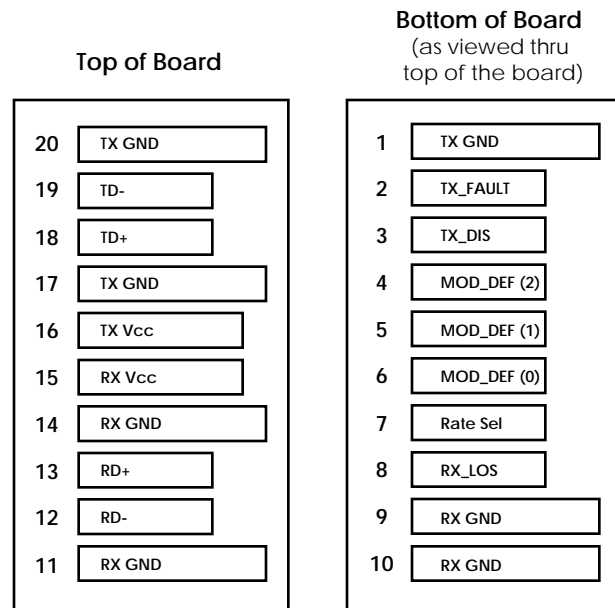 Top of Board
20 TX GND
19 TD-
18 TD+
17 TX GND
16 TX Vcc
15 RX Vcc
14 RX GND
13 RD+
12 RD-
11 RX GND
Bottom of Board
(as viewed thru
top of the board)
1 TX GND
2 TX_FAULT
3 TX_DIS
4 MOD_DEF (2)
5 MOD_DEF (1)
6 MOD_DEF (0)
7 Rate Sel
8 RX_LOS
9 RX GND
10 RX GND